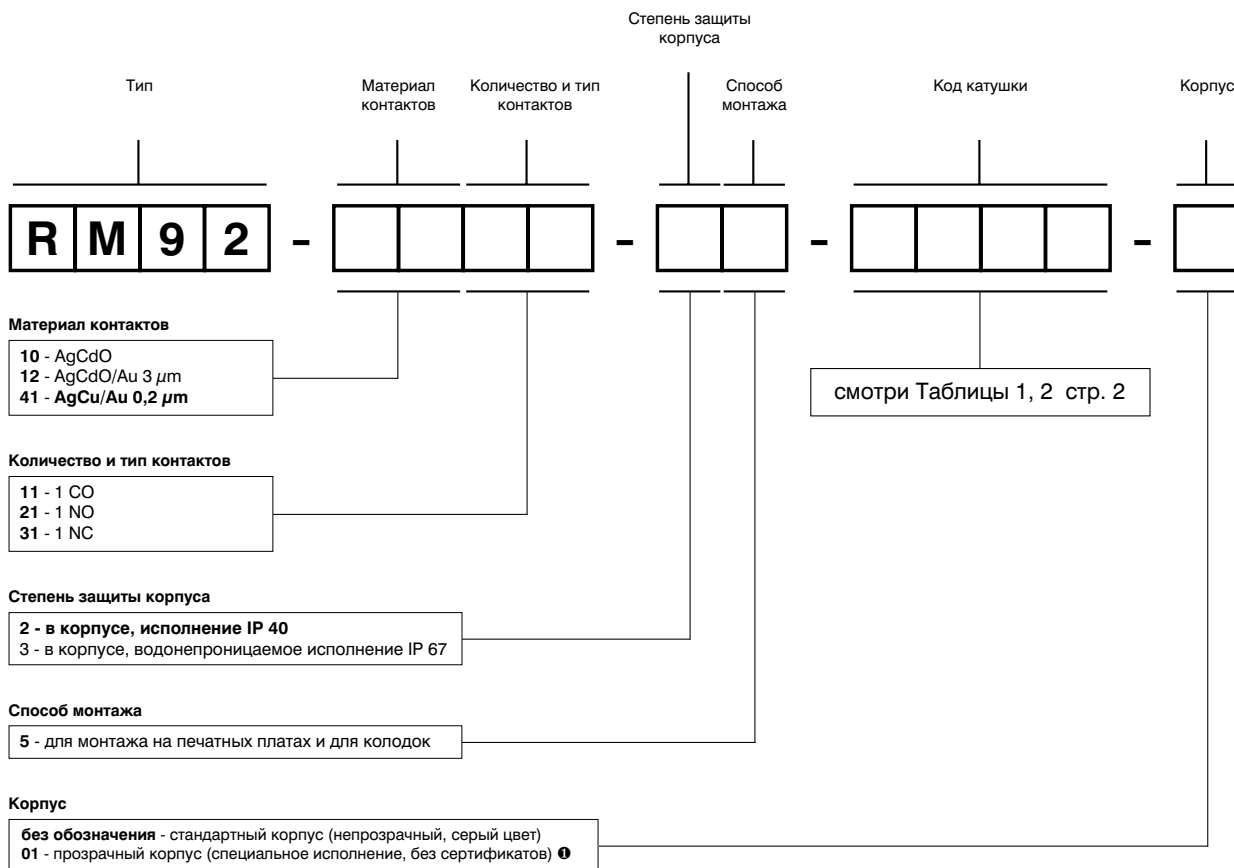 Степень защиты
корпуса
Тип
Материал
контактов
Количество и тип
контактов
Способ
монтажа
Код катушки
Корпус
RM92 - - - -
Материал контактов
10 - AgCdO
12 - AgCdO/Au 3 µm
41 - AgCu/Au 0,2 µm
смотри Таблицы 1, 2 стр. 2
Количество и тип контактов
11 - 1 CO
21 - 1 NO
31 - 1 NC
Степень защиты корпуса
2 - в корпусе, исполнение IP 40
3 - в корпусе, водонепроницаемое исполнение IP 67
Способ монтажа
5 - для монтажа на печатных платах и для колодок
Корпус
без обозначения - стандартный корпус (непрозрачный, серый цвет)
01 - прозрачный корпус (специальное исполнение, без сертификатов) ❶